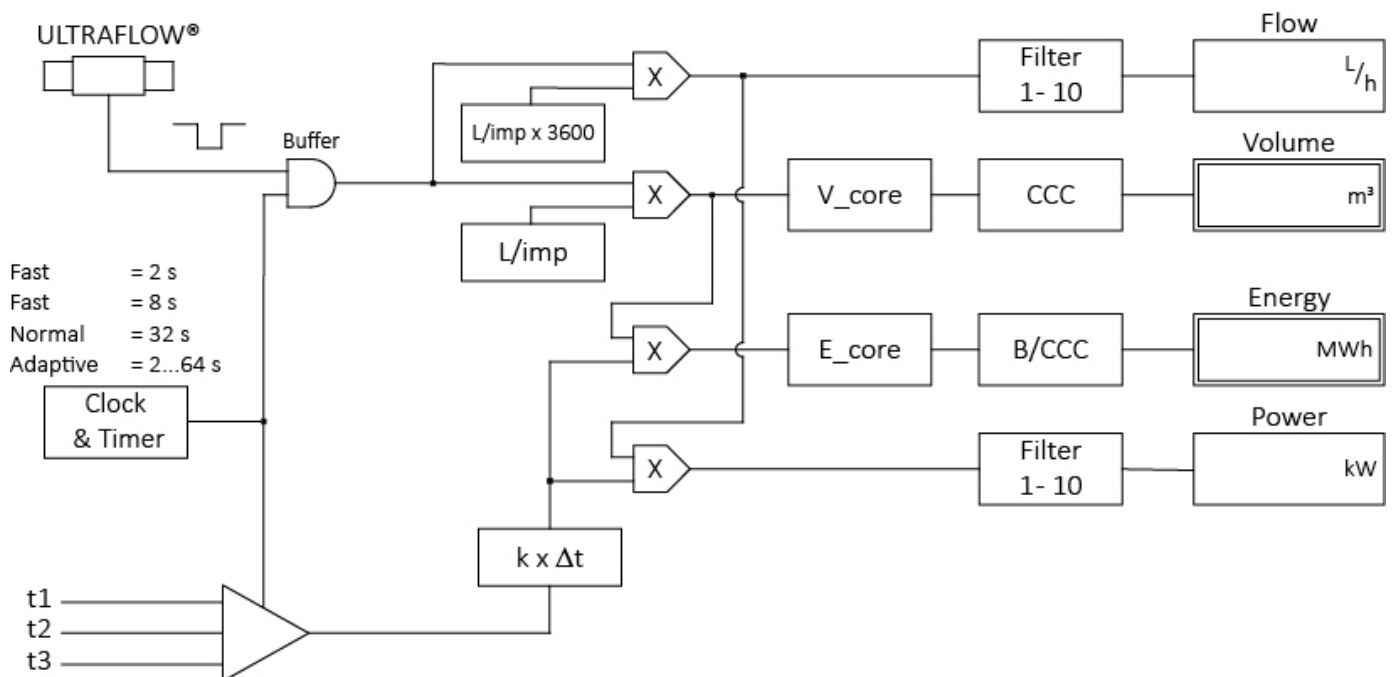 ULTRAFLOW®
Buffer
Fast = 2 s
Fast = 8 s
Normal = 32 s
Adaptive = 2...64 s
Clock
& Timer
t1
t2
t3
X
L/imp x 3600
X
L/imp
X
X
k x Δt
Filter
1- 10
Flow
L/h
V_core
CCC
Volume
m³
E_core
B/CCC
Energy
MWh
Filter
1- 10
Power
kW